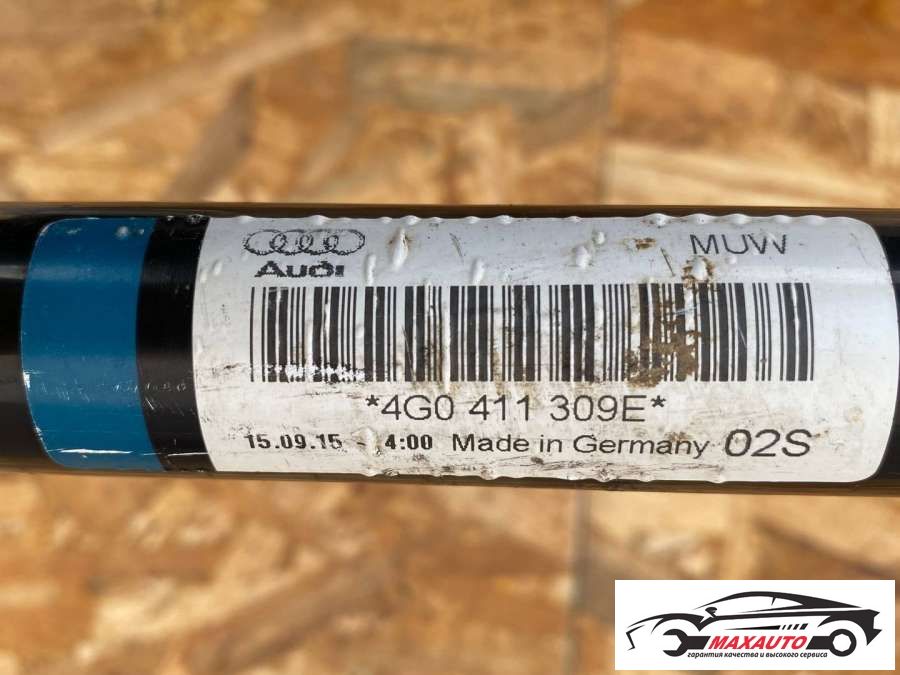 MUW
Audi
*4G0 411 309E*
15.09.15 - 4:00 Made in Germany 02S
MAXAUTO
гарантия качества и высокого сервиса